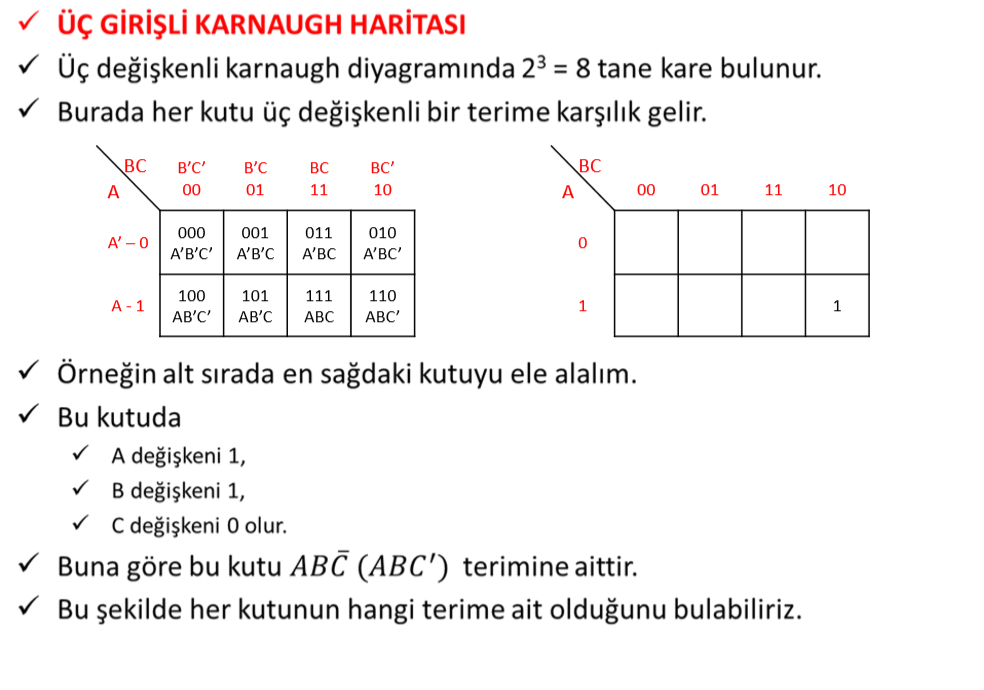 ✓ ÜÇ GİRİŞLİ KARNAUGH HARİTASI
✓ Üç değişkenli karnaugh diyagramında 2³ = 8 tane kare bulunur.
✓ Burada her kutu üç değişkenli bir terime karşılık gelir.
BC B′C′ B′C BC BC′
A 00 01 11 10
A′ – 0 000 001 011 010
A′B′C′ A′B′C A′BC A′BC′
A - 1 100 101 111 110
AB′C′ AB′C ABC ABC′
BC
A 00 01 11 10
0
1 1
✓ Örneğin alt sırada en sağdaki kutuyu ele alalım.
✓ Bu kutuda
✓ A değişkeni 1,
✓ B değişkeni 1,
✓ C değişkeni 0 olur.
✓ Buna göre bu kutu ABC̄ (ABC′) terimine aittir.
✓ Bu şekilde her kutunun hangi terime ait olduğunu bulabiliriz.